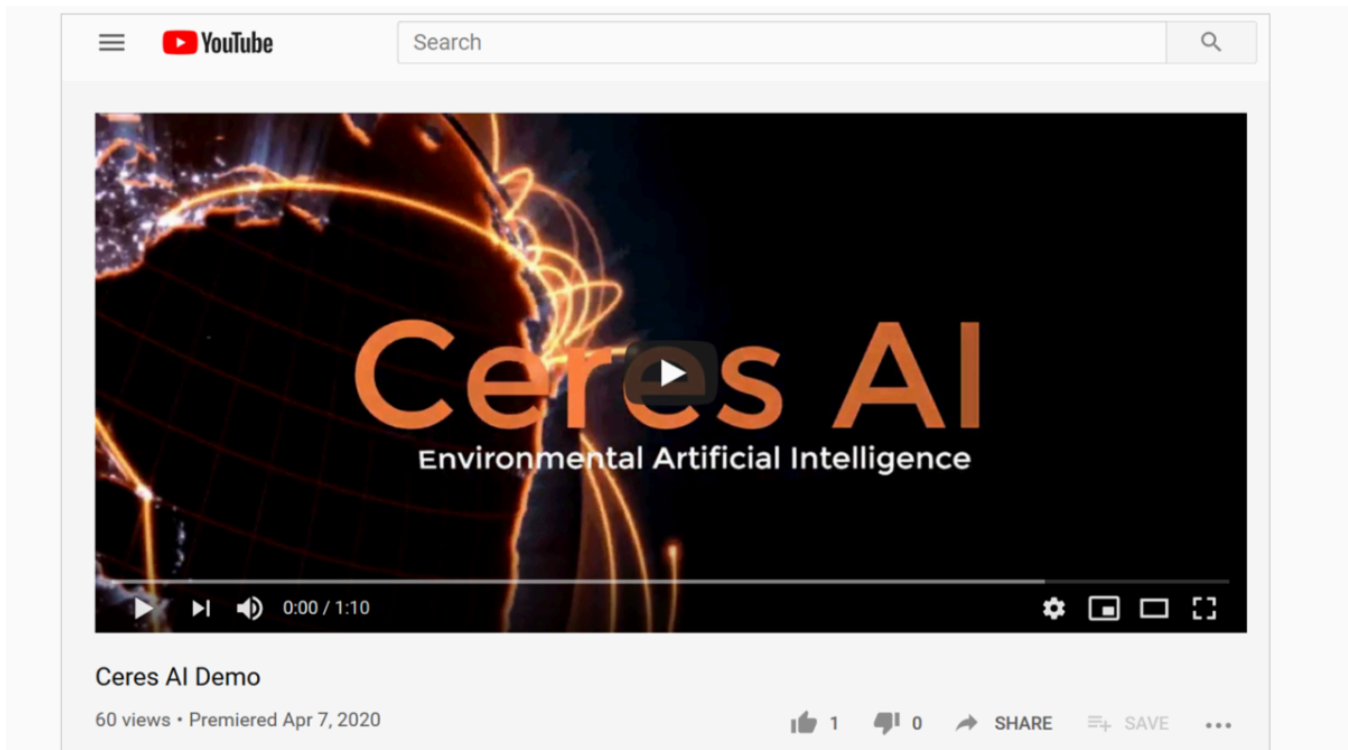 YouTube
Search
Ceres AI
Environmental Artificial Intelligence
0:00 / 1:10
Ceres AI Demo
60 views • Premiered Apr 7, 2020
1 0 SHARE SAVE